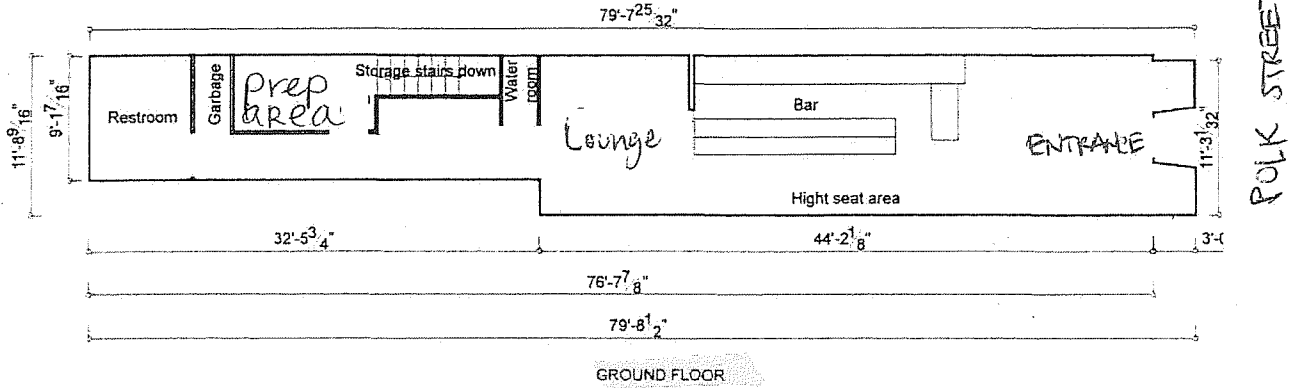 79'-7 25/32"
POLK STREET
11'-8 9/16"
9'-1 7/16"
Restroom
Garbage
prep
area
Storage stairs down
Water
room
Lounge
Bar
ENTRANCE
11'-3 1/32"
Hight seat area
32'-5 3/4"
44'-2 1/8"
76'-7 7/8"
79'-8 1/2"
GROUND FLOOR